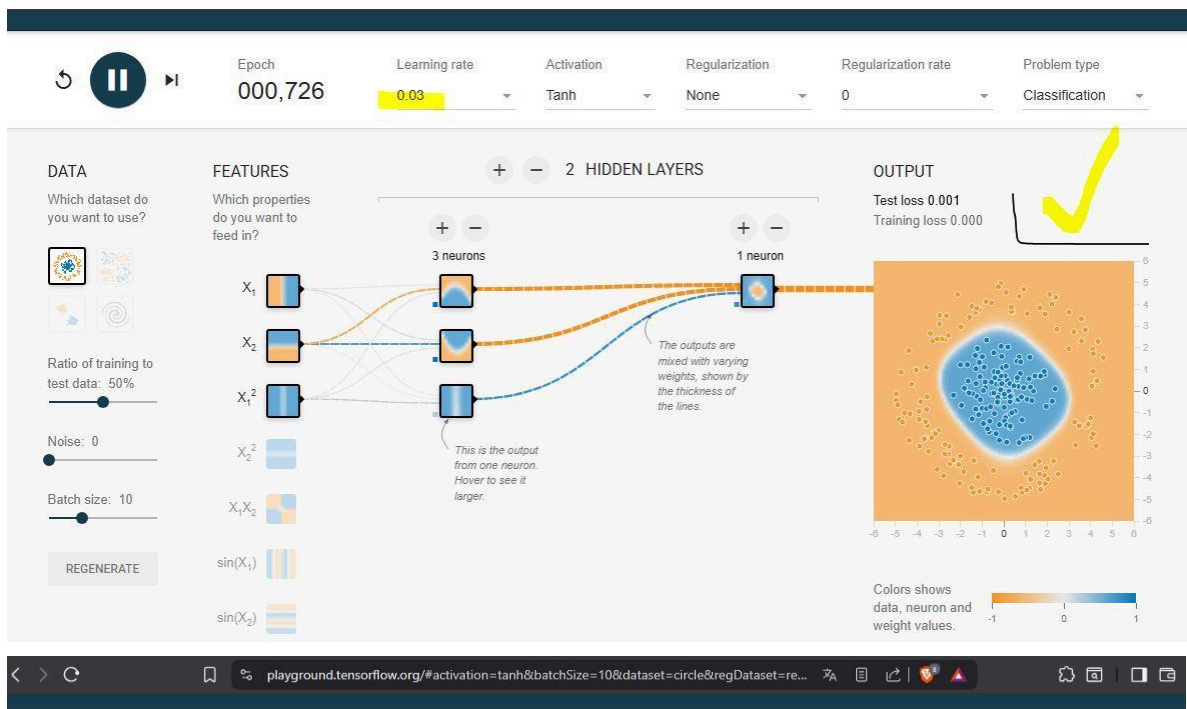 Epoch
000,726
Learning rate
0.03
Activation
Tanh
Regularization
None
Regularization rate
0
Problem type
Classification
DATA
Which dataset do
you want to use?
Ratio of training to
test data: 50%
Noise: 0
Batch size: 10
REGENERATE
FEATURES
Which properties
do you want to
feed in?
X₁
X₂
X₁²
X₂²
X₁X₂
sin(X₁)
sin(X₂)
+ − 2 HIDDEN LAYERS
+ −
3 neurons
+ −
1 neuron
The outputs are
mixed with varying
weights, shown by
the thickness of
the lines.
This is the output
from one neuron.
Hover to see it
larger.
OUTPUT
Test loss 0.001
Training loss 0.000
6
5
4
3
2
1
0
-1
-2
-3
-4
-5
-6
-6 -5 -4 -3 -2 -1 0 1 2 3 4 5 6
Colors shows
data, neuron and
weight values.
-1 0 1
playground.tensorflow.org/#activation=tanh&batchSize=10&dataset=circle&regDataset=re...
3